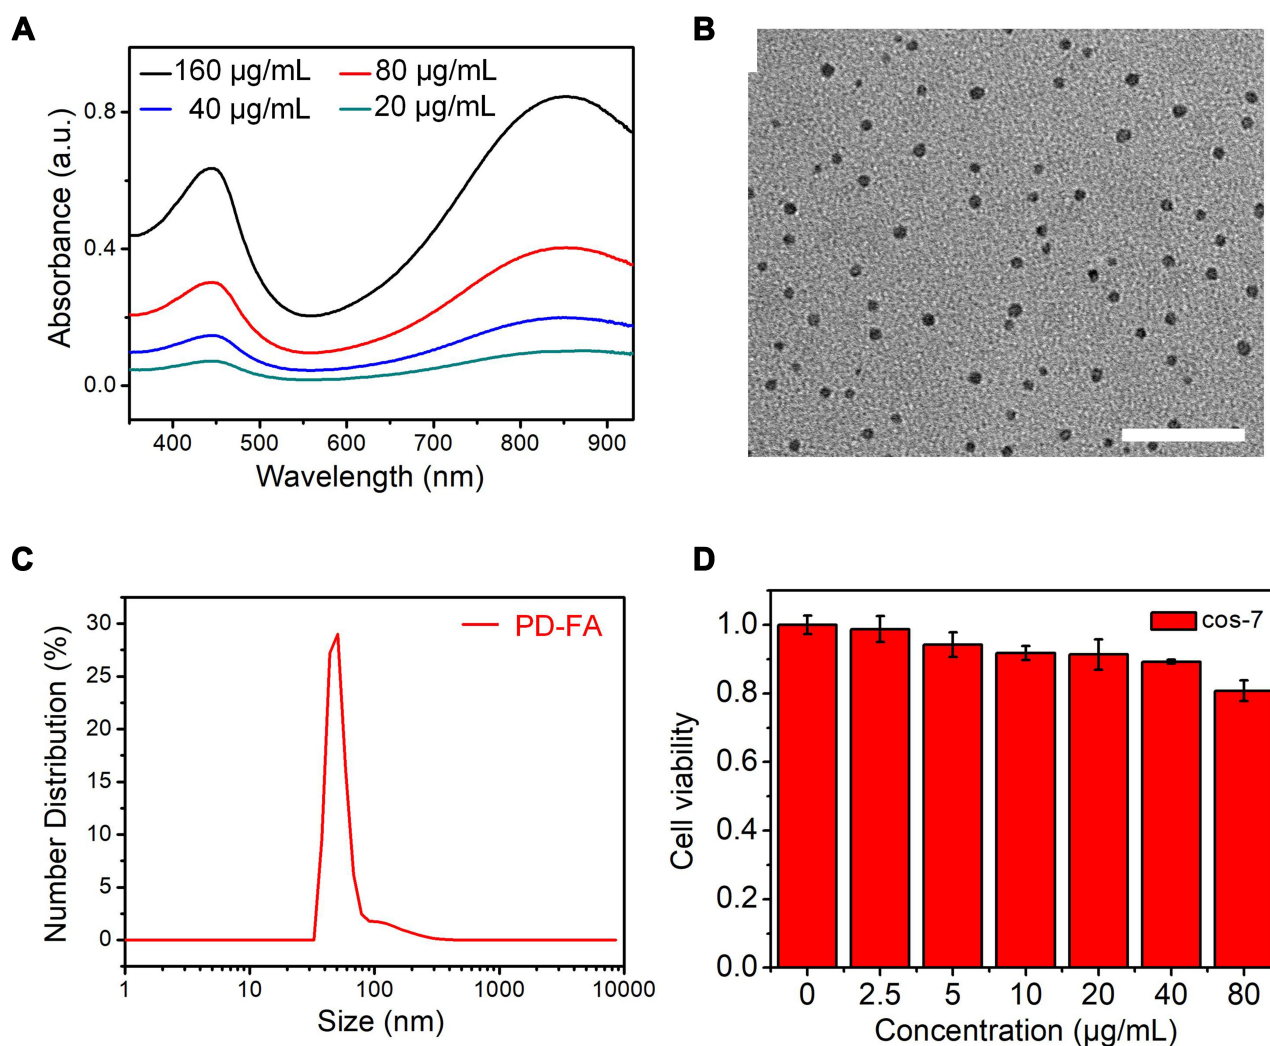 A
160 µg/mL
80 µg/mL
40 µg/mL
20 µg/mL
0.8
0.4
0.0
Absorbance (a.u.)
400 500 600 700 800 900
Wavelength (nm)
B
C
PD-FA
30
25
20
15
10
5
0
Number Distribution (%)
1 10 100 1000 10000
Size (nm)
D
cos-7
1.0
0.8
0.6
0.4
0.2
0.0
Cell viability
0 2.5 5 10 20 40 80
Concentration (µg/mL)